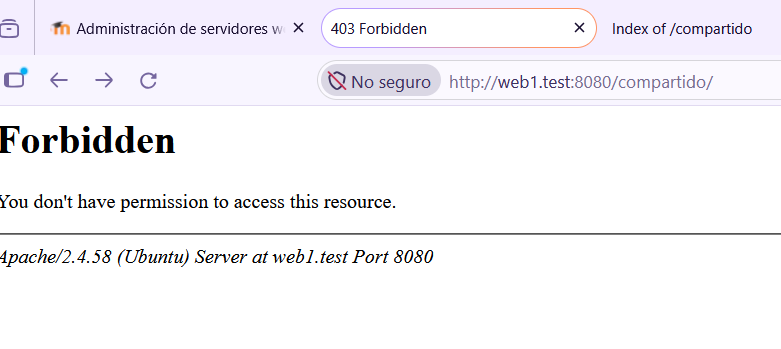 Administración de servidores w
403 Forbidden
Index of /compartido
No seguro
http://web1.test:8080/compartido/
Forbidden
You don't have permission to access this resource.
Apache/2.4.58 (Ubuntu) Server at web1.test Port 8080